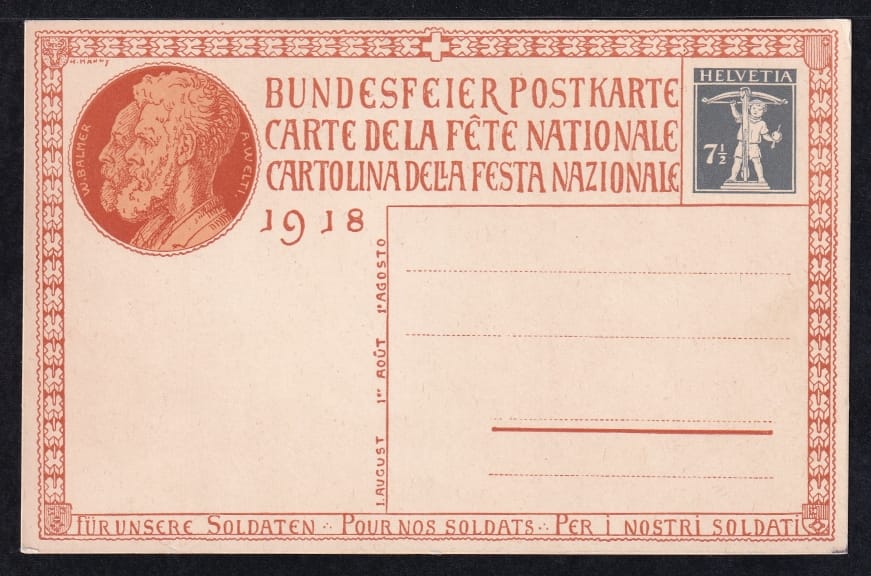 H. HÄNNY
W. BALMER
A. WELTI
BUNDESFEIER POSTKARTE
CARTE DE LA FÊTE NATIONALE
CARTOLINA DELLA FESTA NAZIONALE
1918
HELVETIA
7½
1. AUGUST 1er AOÛT 1º AGOSTO
FÜR UNSERE SOLDATEN ∴ POUR NOS SOLDATS ∴ PER I NOSTRI SOLDATI